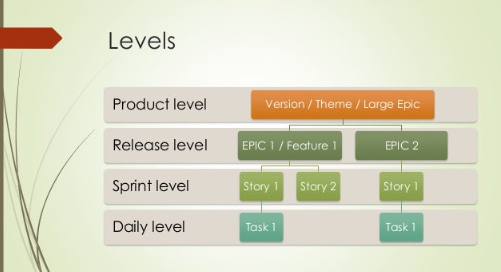 Levels
Product level
Version / Theme / Large Epic
Release level
EPIC 1 / Feature 1
EPIC 2
Sprint level
Story 1
Story 2
Story 1
Daily level
Task 1
Task 1